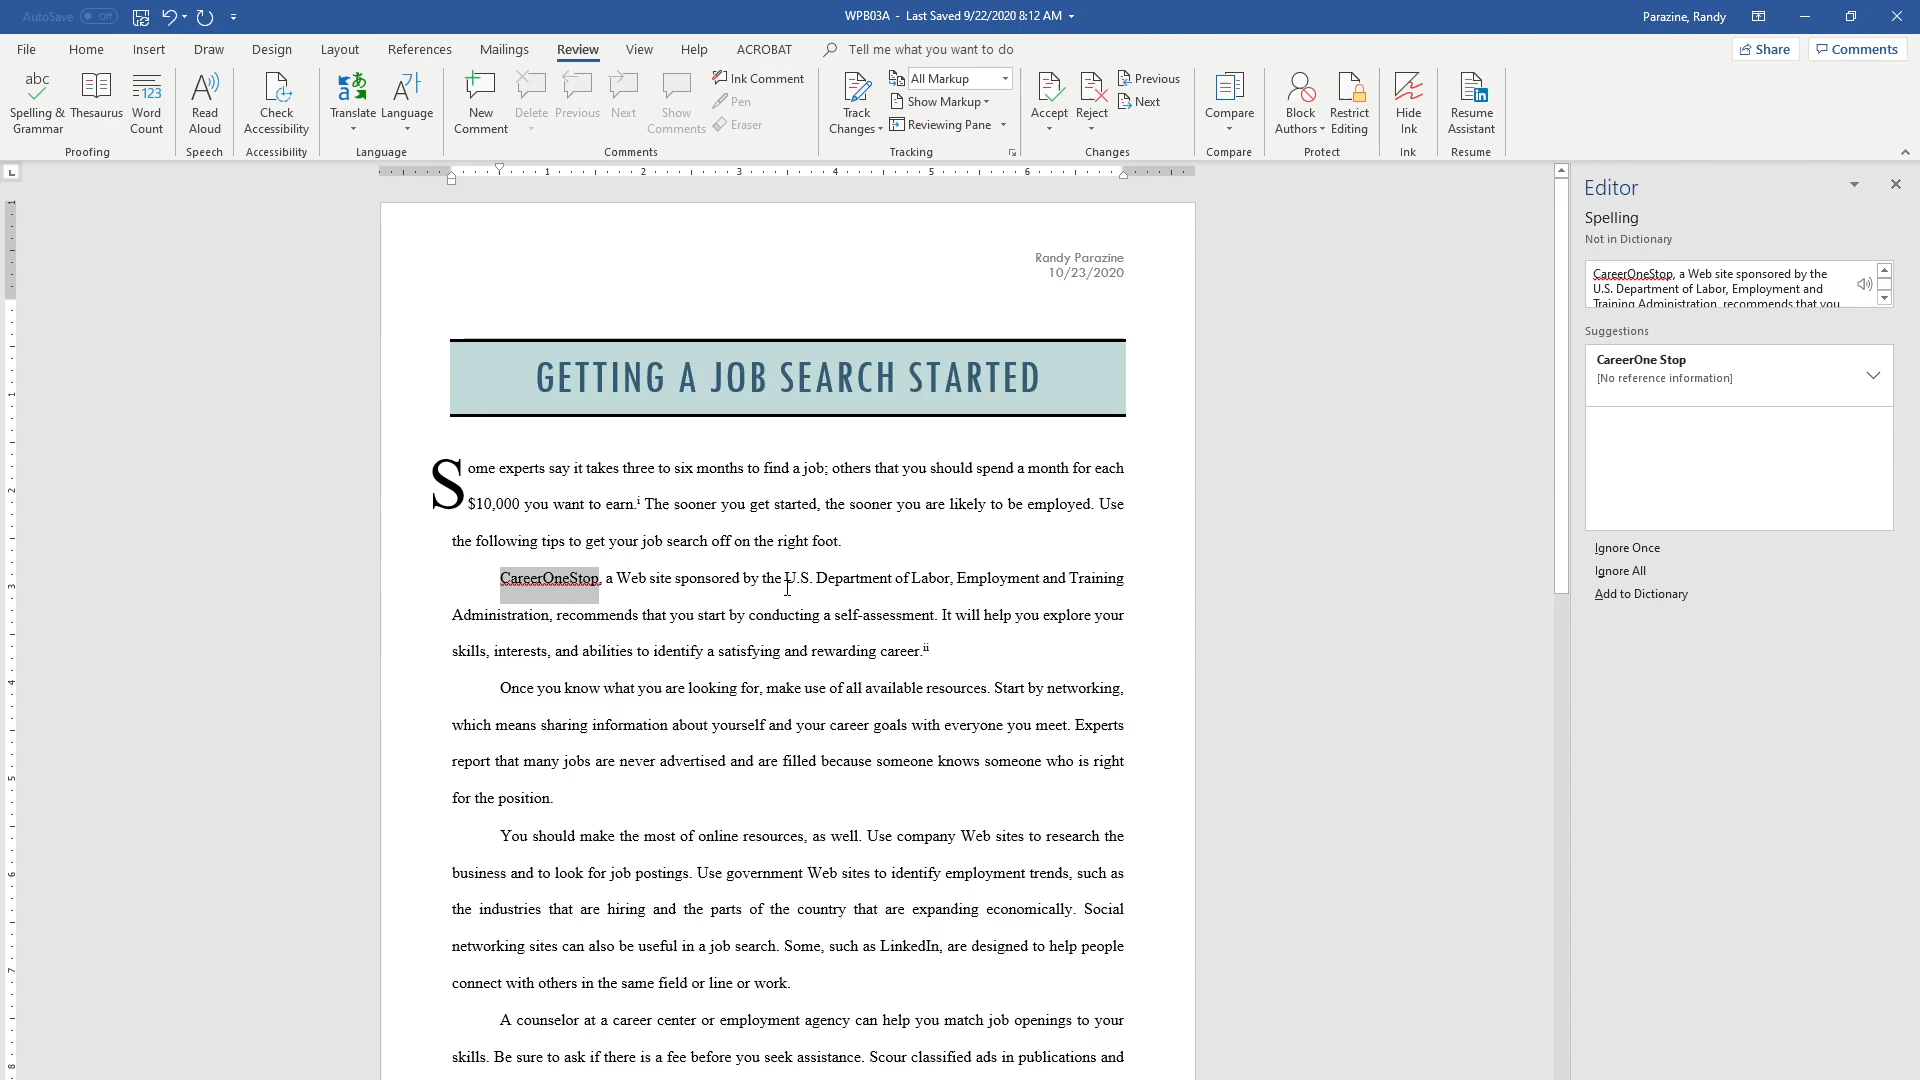 AutoSave Off
WPB03A - Last Saved 9/22/2020 8:12 AM
Parazine, Randy
File Home Insert Draw Design Layout References Mailings Review View Help ACROBAT Tell me what you want to do
Share Comments
abc
Spelling & Grammar
Thesaurus
123
Word Count
Proofing
Read Aloud
Speech
Check Accessibility
Accessibility
Translate
Language
Language
New Comment
Delete
Previous
Next
Show Comments
Ink Comment
Pen
Eraser
Comments
Track Changes
All Markup
Show Markup
Reviewing Pane
Tracking
Accept
Reject
Previous
Next
Changes
Compare
Compare
Block Authors
Restrict Editing
Protect
Hide Ink
Ink
Resume Assistant
Resume
1 2 3 4 5 6
Randy Parazine
10/23/2020
GETTING A JOB SEARCH STARTED
Some experts say it takes three to six months to find a job; others that you should spend a month for each
$10,000 you want to earn.i The sooner you get started, the sooner you are likely to be employed. Use
the following tips to get your job search off on the right foot.
CareerOneStop, a Web site sponsored by the U.S. Department of Labor, Employment and Training
Administration, recommends that you start by conducting a self-assessment. It will help you explore your
skills, interests, and abilities to identify a satisfying and rewarding career.ii
Once you know what you are looking for, make use of all available resources. Start by networking,
which means sharing information about yourself and your career goals with everyone you meet. Experts
report that many jobs are never advertised and are filled because someone knows someone who is right
for the position.
You should make the most of online resources, as well. Use company Web sites to research the
business and to look for job postings. Use government Web sites to identify employment trends, such as
the industries that are hiring and the parts of the country that are expanding economically. Social
networking sites can also be useful in a job search. Some, such as LinkedIn, are designed to help people
connect with others in the same field or line or work.
A counselor at a career center or employment agency can help you match job openings to your
skills. Be sure to ask if there is a fee before you seek assistance. Scour classified ads in publications and
Editor
Spelling
Not in Dictionary
CareerOneStop, a Web site sponsored by the
U.S. Department of Labor, Employment and
Training Administration, recommends that you
Suggestions
CareerOne Stop
[No reference information]
Ignore Once
Ignore All
Add to Dictionary